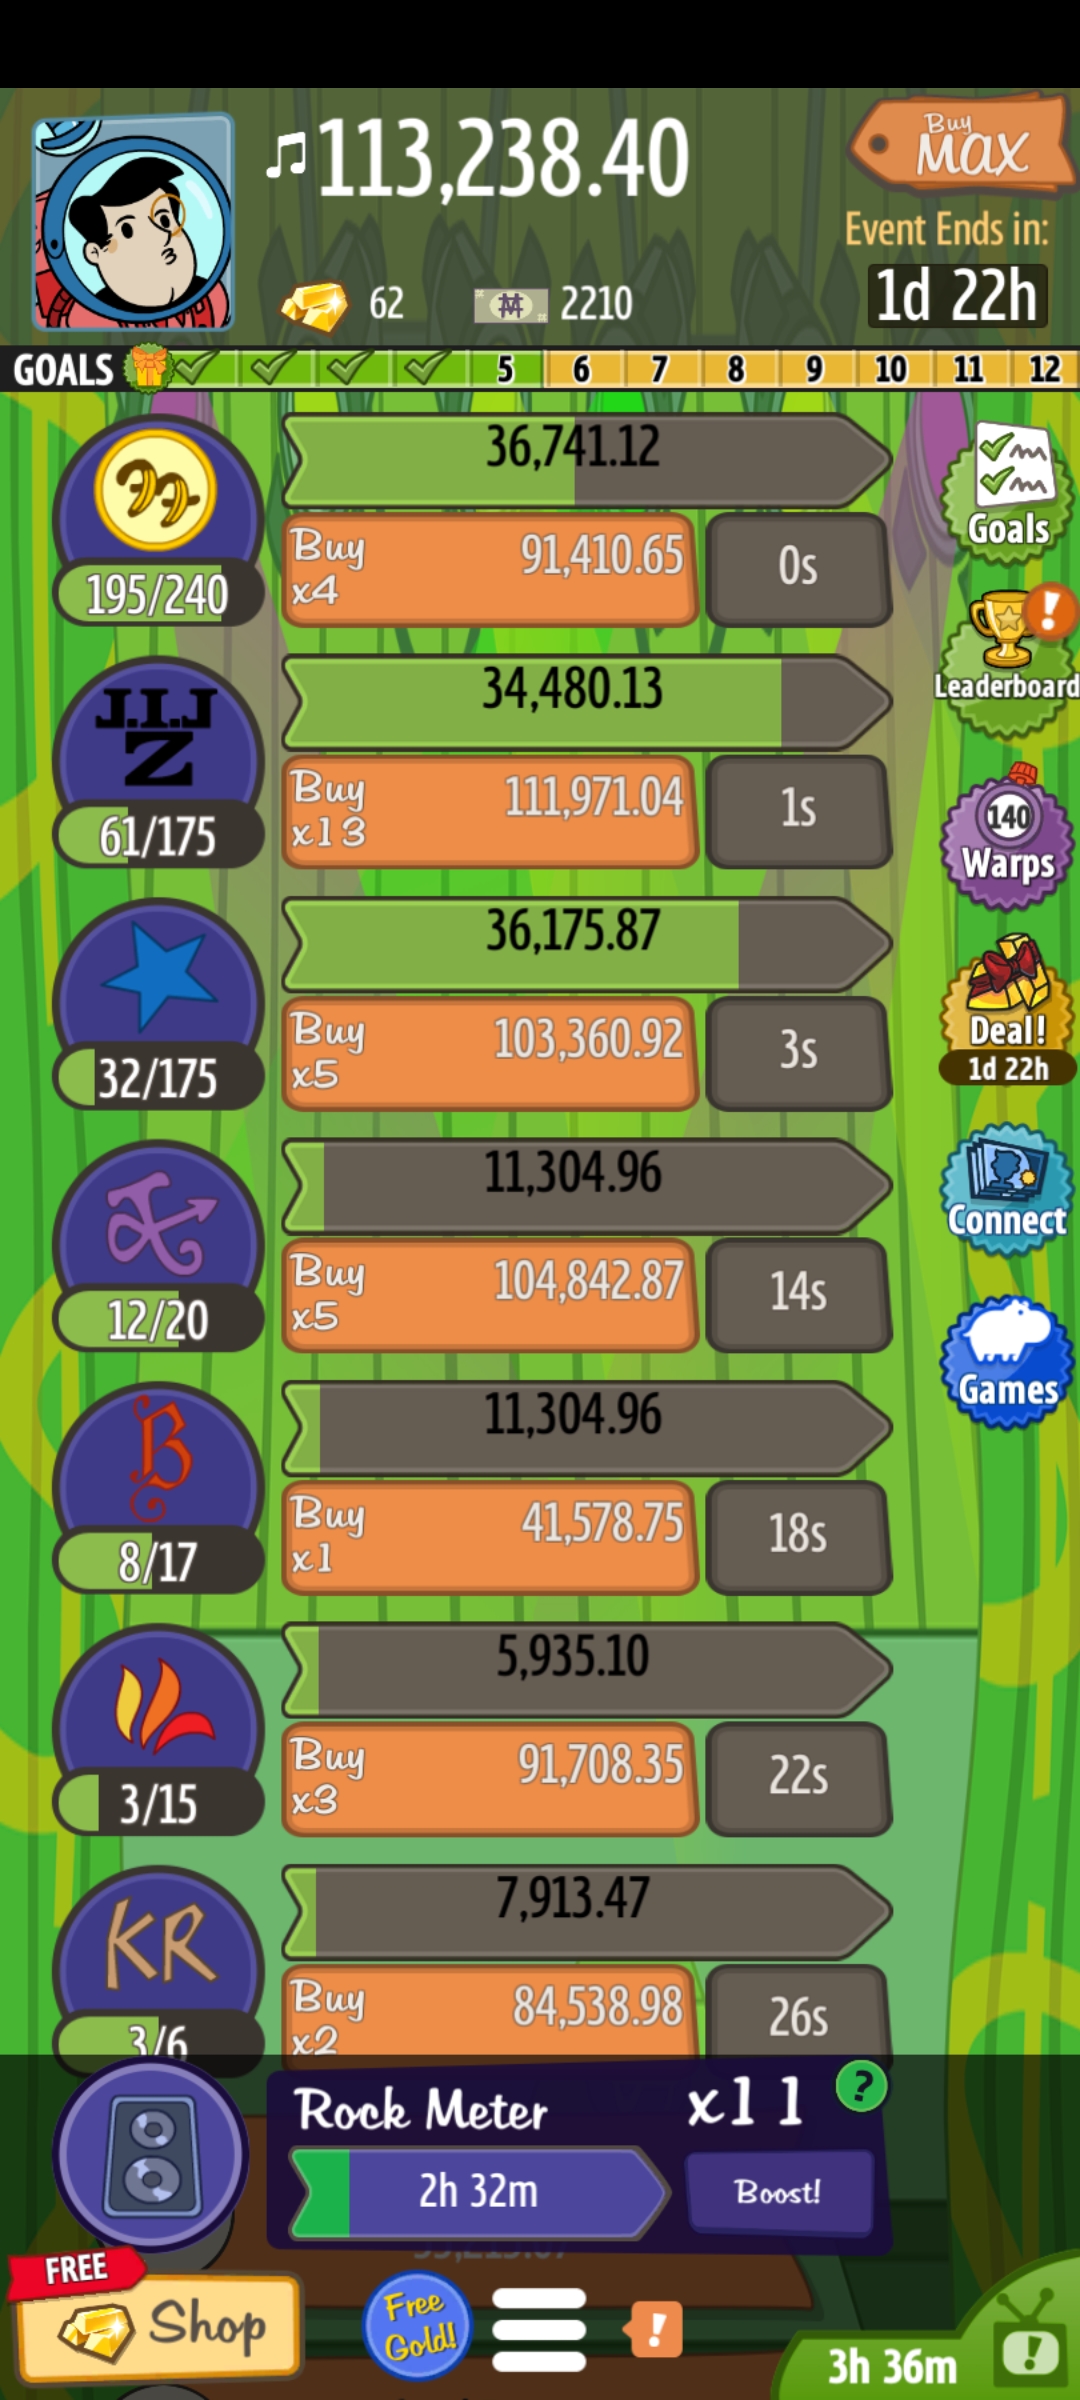 ♫113,238.40
Buy
MAX
Event Ends in:
62
2210
1d 22h
GOALS 5 6 7 8 9 10 11 12
36,741.12
Buy
x4
91,410.65
0s
195/240
Goals
J.I.J
Z
34,480.13
Buy
x13
111,971.04
1s
61/175
Leaderboard
36,175.87
140
Warps
Buy
x5
103,360.92
3s
32/175
Deal!
1d 22h
11,304.96
Connect
Buy
x5
104,842.87
14s
12/20
Games
B
11,304.96
Buy
x1
41,578.75
18s
8/17
5,935.10
Buy
x3
91,708.35
22s
3/15
KR
7,913.47
Buy
x2
84,538.98
26s
3/6
Rock Meter
x11
?
2h 32m
Boost!
FREE
Shop
Free
Gold!
!
3h 36m
!